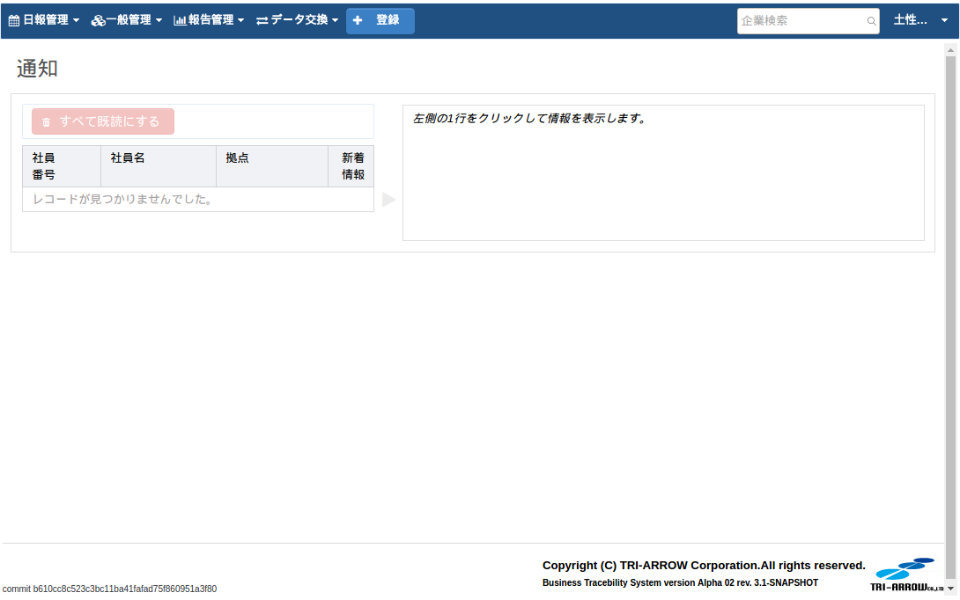 日報管理 一般管理 報告管理 データ交換 登録 企業検索 土性...
通知
すべて既読にする
左側の1行をクリックして情報を表示します。
社員番号 社員名 拠点 新着情報
レコードが見つかりませんでした。
Copyright (C) TRI-ARROW Corporation.All rights reserved.
Business Tracebility System version Alpha 02 rev. 3.1-SNAPSHOT
TRI-ARROW CO.,LTD
commit b610cc8c523c3bc11ba41fafad75f860951a3f80